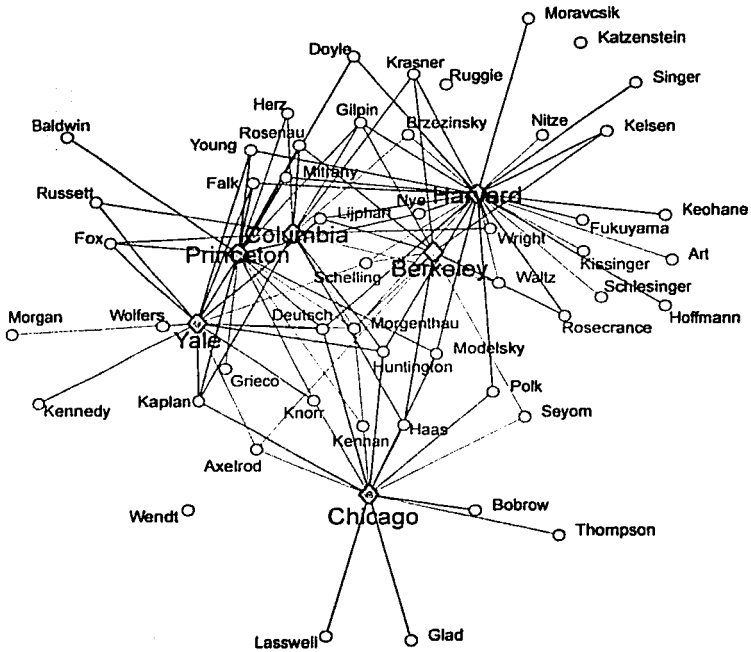 Moravcsik
Katzenstein
Doyle
Krasner
Ruggie
Singer
Herz
Gilpin
Brzezinsky
Nitze
Kelsen
Baldwin
Young
Rosenau
Falk
Mitrany
Russett
Lijphart
Nye
Harvard
Keohane
Fukuyama
Fox
Columbia
Wright
Princeton
Berkeley
Kissinger
Art
Schelling
Waltz
Schlesinger
Hoffmann
Morgan
Wolfers
Deutsch
Morgenthau
Rosecrance
Yale
Modelsky
Huntington
Grieco
Polk
Kennedy
Kaplan
Knorr
Seyom
Kennan
Haas
Axelrod
Wendt
Chicago
Bobrow
Thompson
Lasswell
Glad